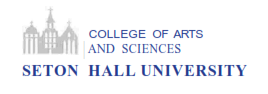 COLLEGE OF ARTS
AND SCIENCES
SETON HALL UNIVERSITY